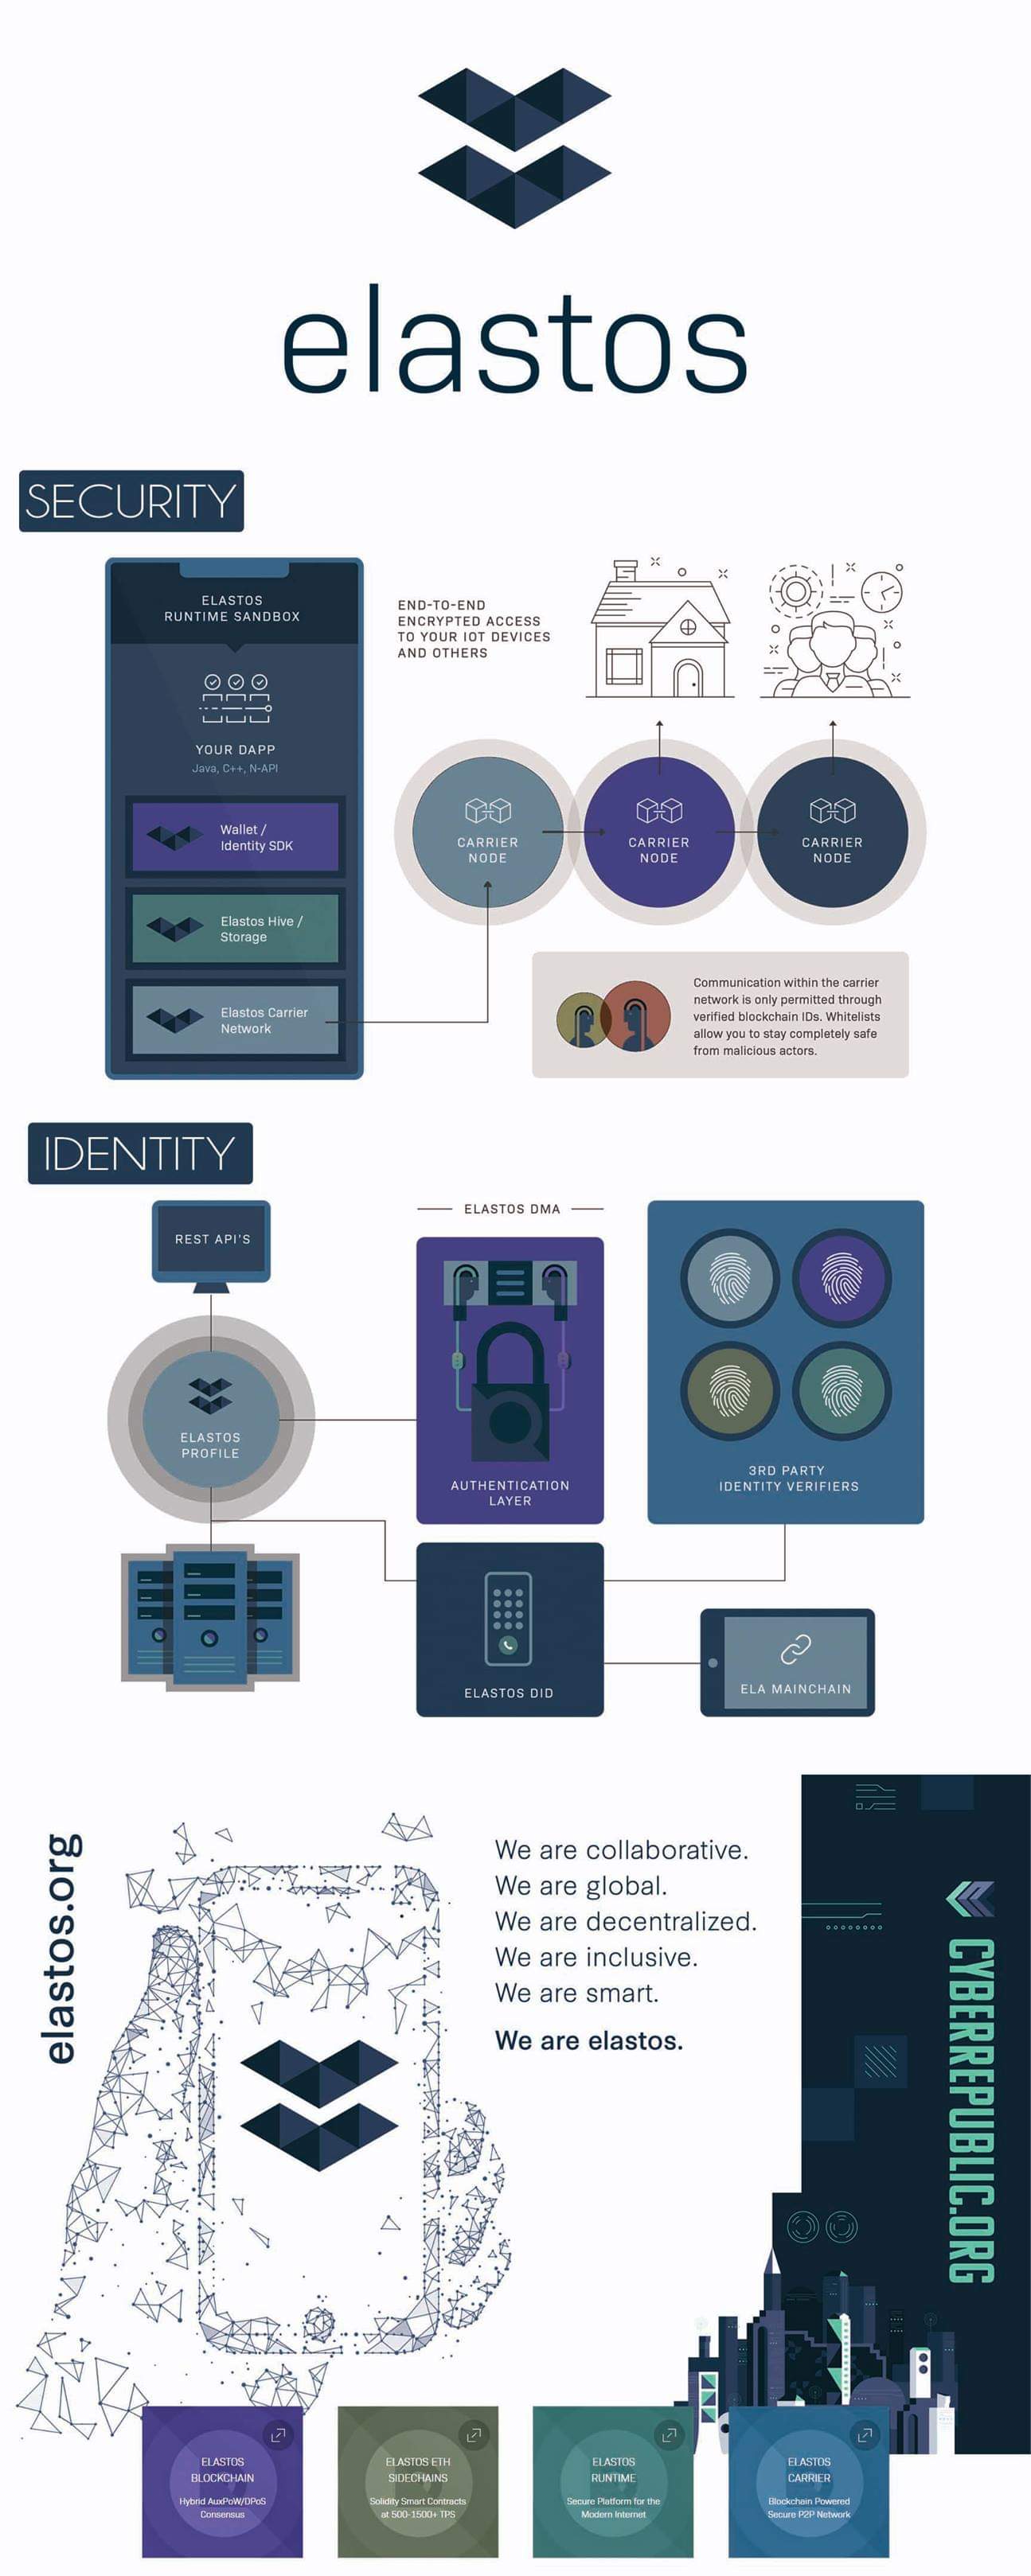 elastos
SECURITY
ELASTOS
RUNTIME SANDBOX
YOUR DAPP
Java, C++, N-API
Wallet /
Identity SDK
Elastos Hive /
Storage
Elastos Carrier
Network
END-TO-END
ENCRYPTED ACCESS
TO YOUR IOT DEVICES
AND OTHERS
CARRIER
NODE
CARRIER
NODE
CARRIER
NODE
Communication within the carrier
network is only permitted through
verified blockchain IDs. Whitelists
allow you to stay completely safe
from malicious actors.
IDENTITY
REST API'S
ELASTOS
PROFILE
ELASTOS DMA
AUTHENTICATION
LAYER
3RD PARTY
IDENTITY VERIFIERS
ELASTOS DID
ELA MAINCHAIN
elastos.org
We are collaborative.
We are global.
We are decentralized.
We are inclusive.
We are smart.
We are elastos.
CYBERREPUBLIC.ORG
ELASTOS
BLOCKCHAIN
Hybrid AuxPoW/DPoS
Consensus
ELASTOS ETH
SIDECHAINS
Solidity Smart Contracts
at 500-1500+ TPS
ELASTOS
RUNTIME
Secure Platform for the
Modern Internet
ELASTOS
CARRIER
Blockchain Powered
Secure P2P Network